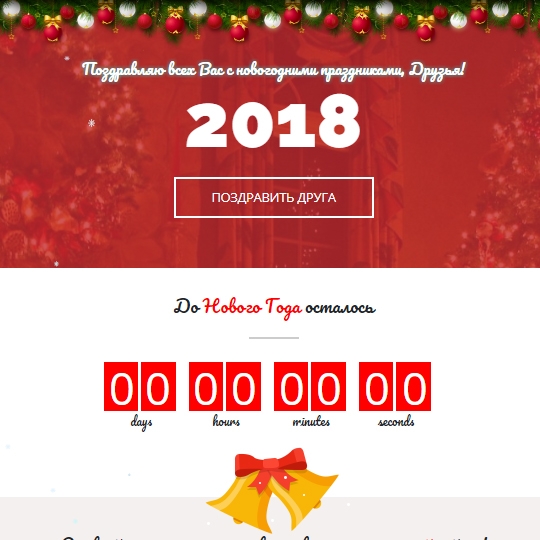 Поздравляю всех Вас с новогодними праздниками, Друзья!
2018
ПОЗДРАВИТЬ ДРУГА
До Нового Года осталось
00 00 00 00
days hours minutes seconds